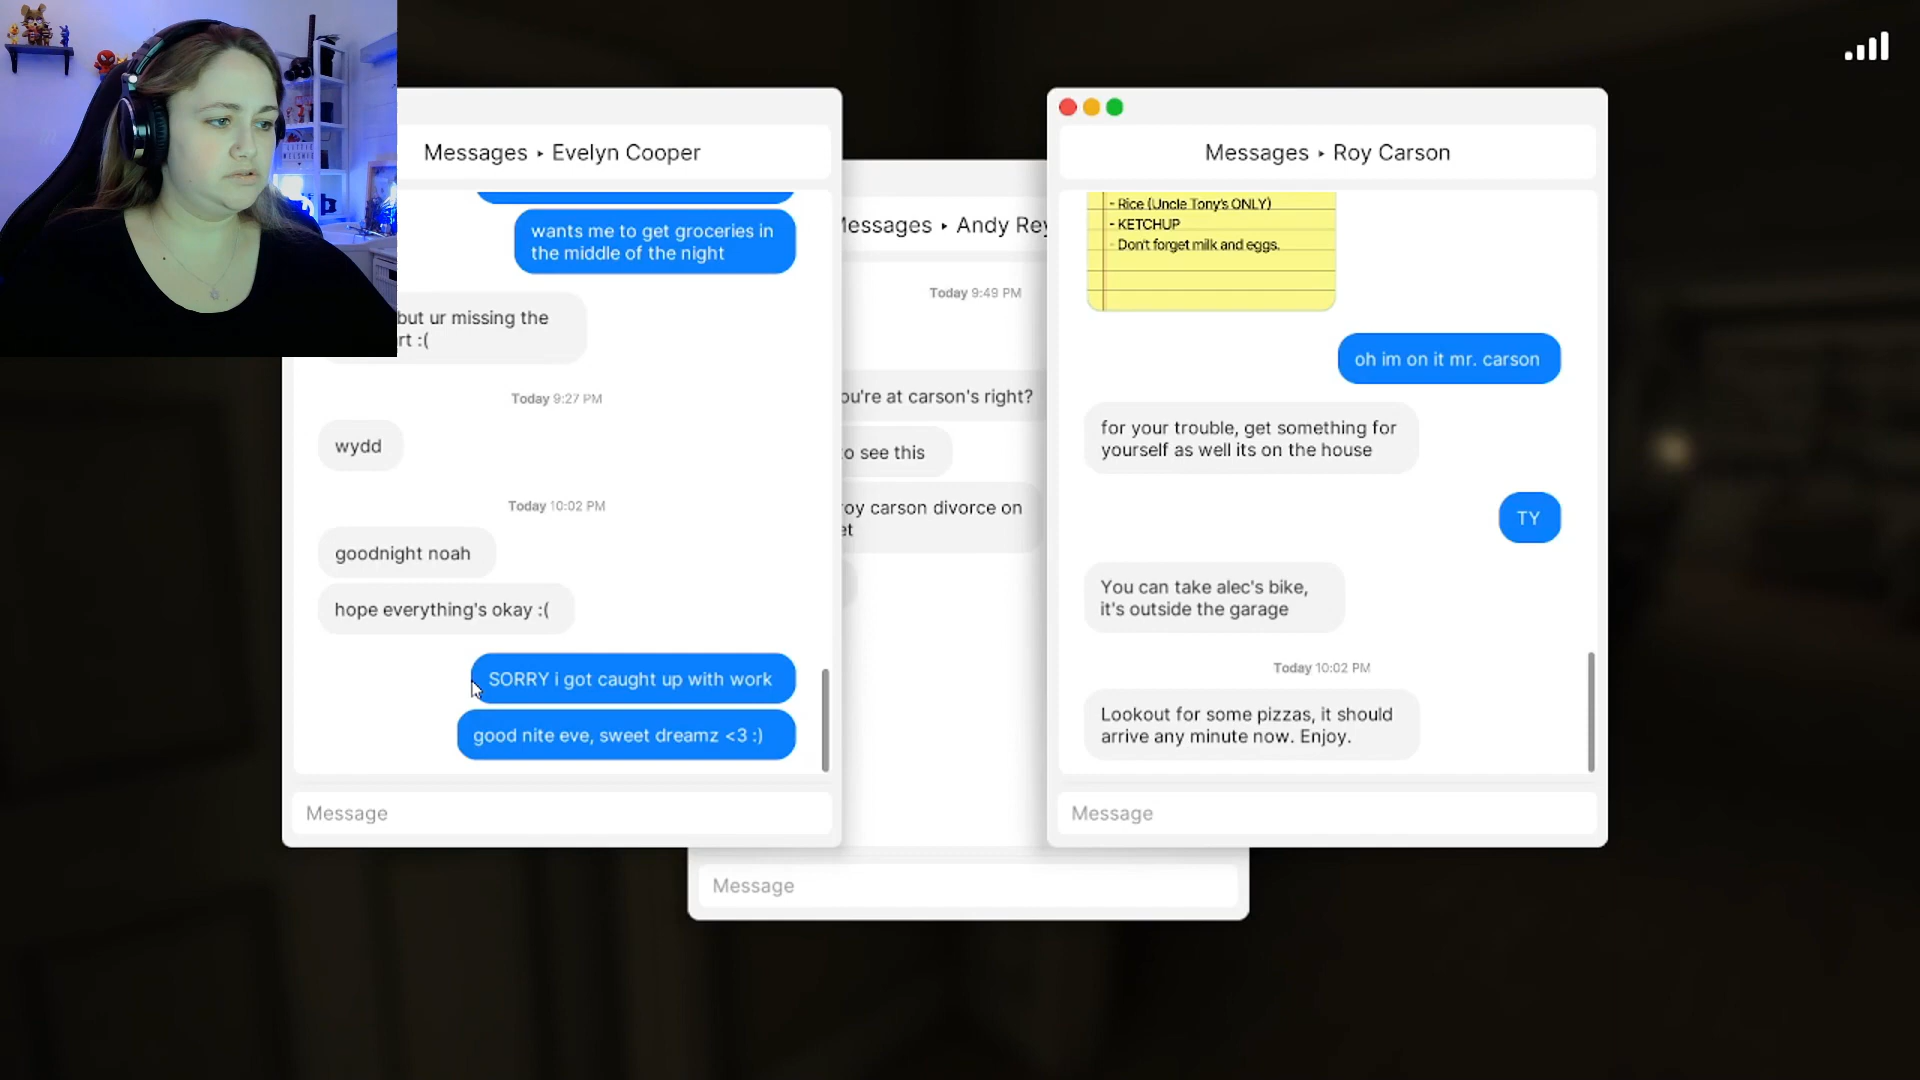 LITTLE
Messages ▸ Evelyn Cooper
wants me to get groceries in
the middle of the night
but ur missing the
:(
Today 9:27 PM
wydd
Today 10:02 PM
goodnight noah
hope everything's okay :(
SORRY i got caught up with work
good nite eve, sweet dreamz <3 :)
Message
Messages ▸ Andy
Today 9:49 PM
at carson's right?
see this
roy carson divorce on
Message
Messages ▸ Roy Carson
- Rice (Uncle Tony's ONLY)
- KETCHUP
- Don't forget milk and eggs.
oh im on it mr. carson
for your trouble, get something for
yourself as well its on the house
TY
You can take alec's bike,
it's outside the garage
Today 10:02 PM
Lookout for some pizzas, it should
arrive any minute now. Enjoy.
Message